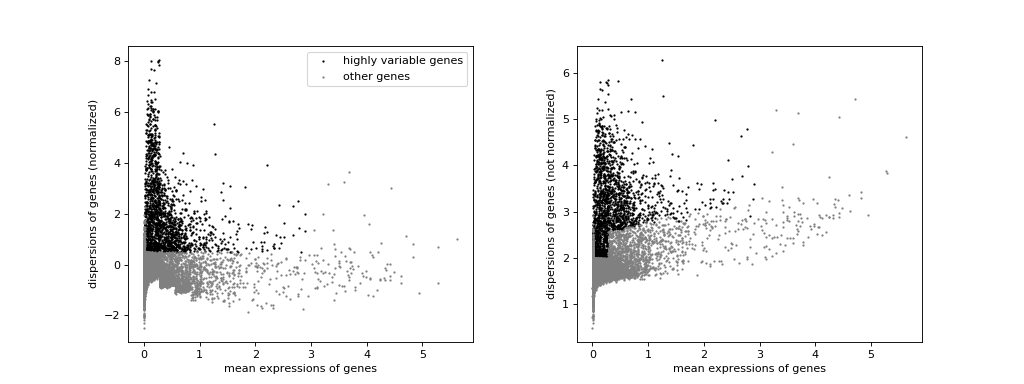 dispersions of genes (normalized)
8
6
4
2
0
−2
highly variable genes
other genes
0 1 2 3 4 5
mean expressions of genes
dispersions of genes (not normalized)
6
5
4
3
2
1
0 1 2 3 4 5
mean expressions of genes